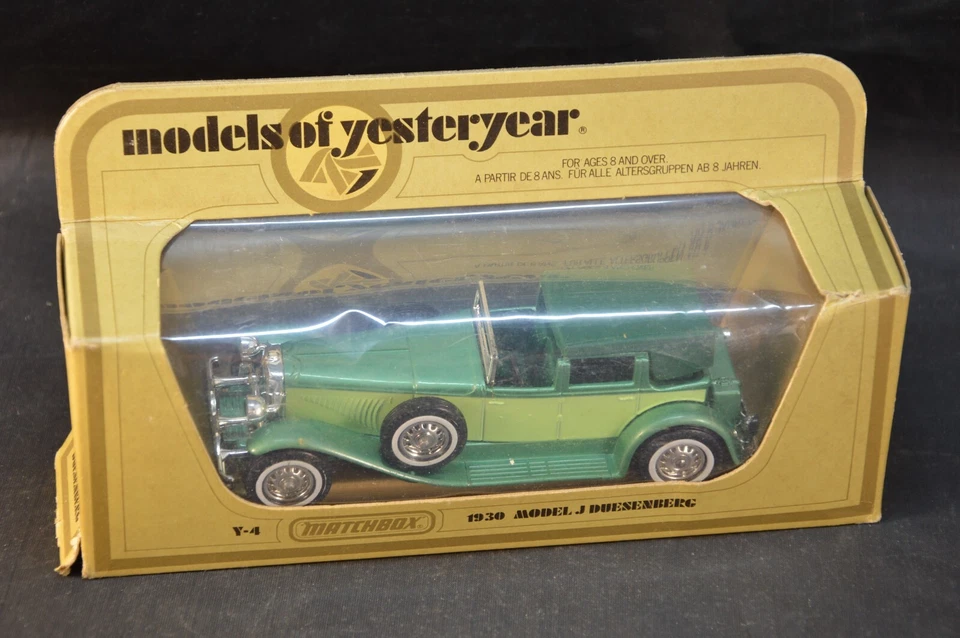 models of yesteryear®
FOR AGES 8 AND OVER.
A PARTIR DE 8 ANS. FÜR ALLE ALTERSGRUPPEN AB 8 JAHREN.
Y-4 MATCHBOX 1930 MODEL J DUESENBERG